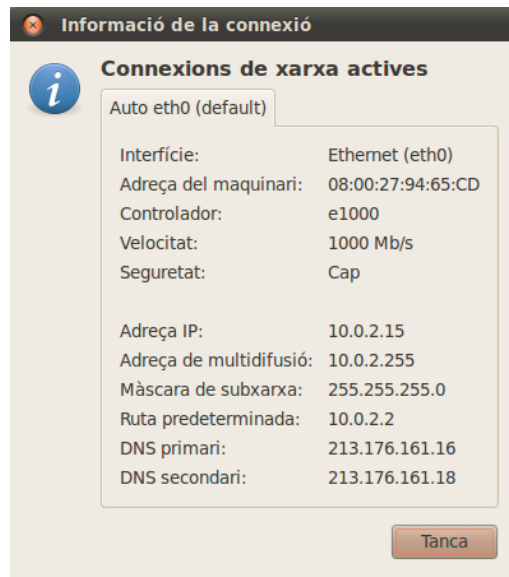 Informació de la connexió
Connexions de xarxa actives
Auto eth0 (default)
Interfície: Ethernet (eth0)
Adreça del maquinari: 08:00:27:94:65:CD
Controlador: e1000
Velocitat: 1000 Mb/s
Seguretat: Cap
Adreça IP: 10.0.2.15
Adreça de multidifusió: 10.0.2.255
Màscara de subxarxa: 255.255.255.0
Ruta predeterminada: 10.0.2.2
DNS primari: 213.176.161.16
DNS secondari: 213.176.161.18
Tanca